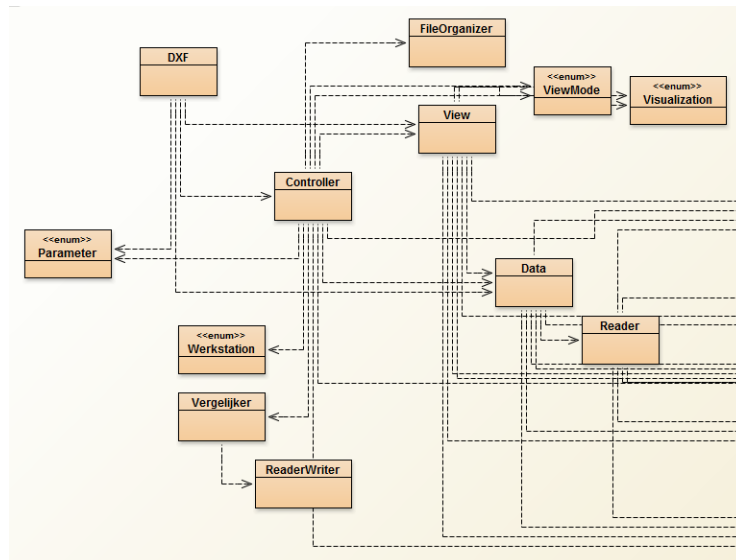 FileOrganizer
DXF
<<enum>>
ViewMode
<<enum>>
Visualization
View
Controller
<<enum>>
Parameter
Data
<<enum>>
Werkstation
Reader
Vergelijker
ReaderWriter